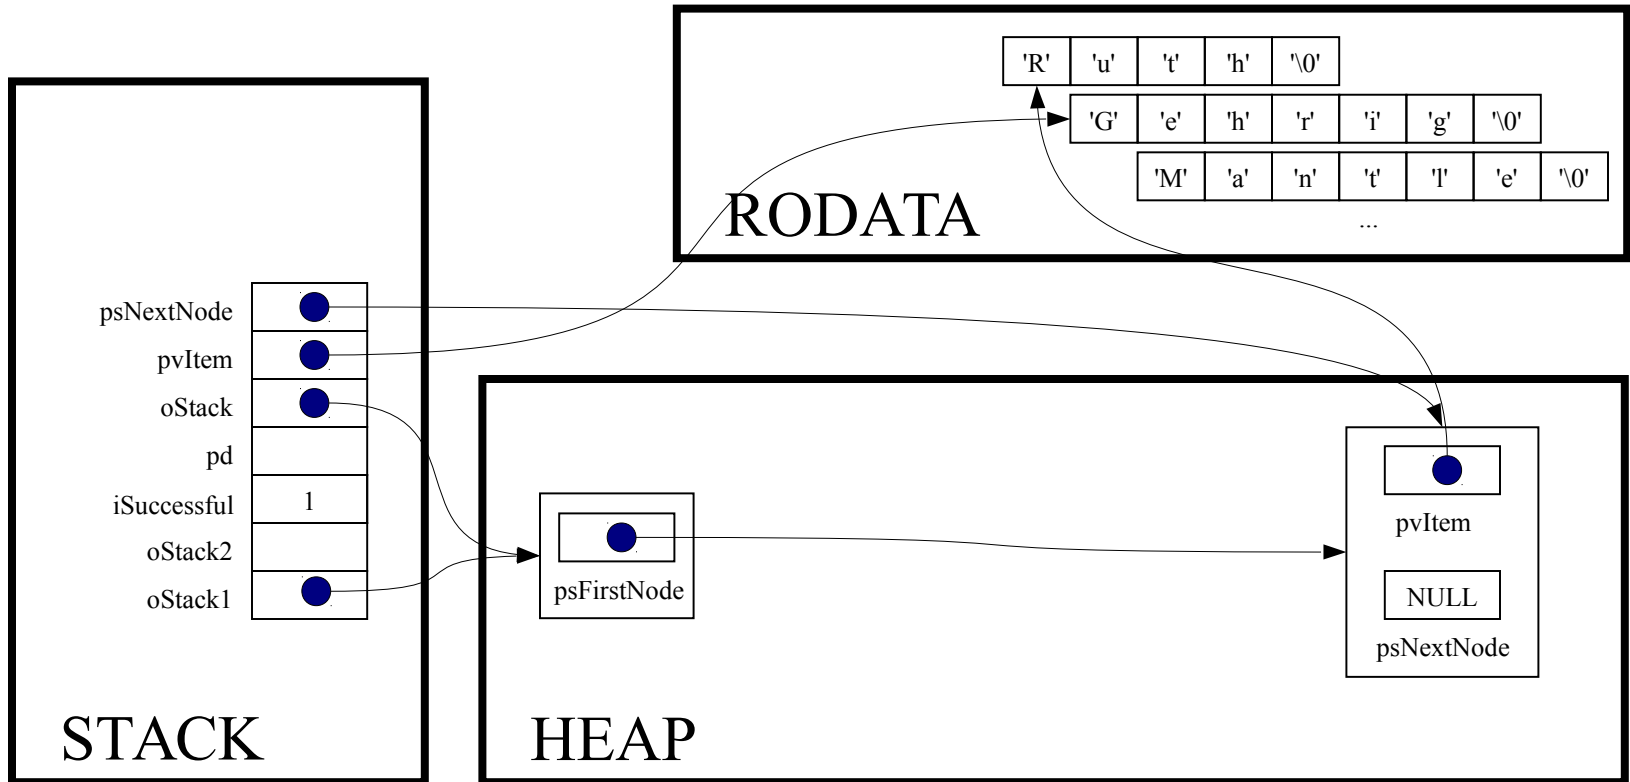 'R' 'u' 't' 'h' '\0'
'G' 'e' 'h' 'r' 'i' 'g' '\0'
'M' 'a' 'n' 't' 'l' 'e' '\0'
...
RODATA
psNextNode
pvItem
oStack
pd
iSuccessful 1
oStack2
oStack1
STACK
psFirstNode
pvItem
NULL
psNextNode
HEAP